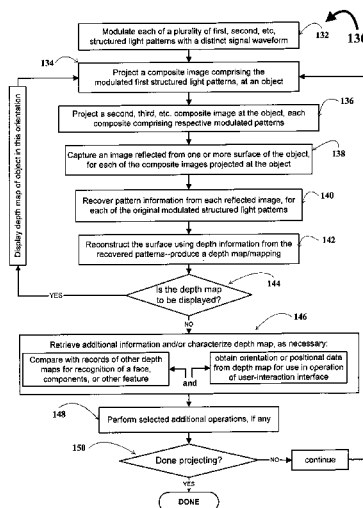 Modulate each of a plurality of first, second, etc,
structured light patterns with a distinct signal waveform
132
130
134
Project a composite image comprising the
modulated first structured light patterns, at an object
136
Project a second, third, etc. composite image at the object, each
composite comprising respective modulated patterns
138
Capture an image reflected from one or more surface of the object,
for each of the composite images projected at the object
140
Recover pattern information from each reflected image, for
each of the original modulated structured light patterns
142
Reconstruct the surface using depth information from the
recovered patterns--produce a depth map/mapping
144
Is the depth map
to be displayed?
YES
Display depth map of object in this orientation
NO
146
Retrieve additional information and/or characterize depth map, as necessary:
Compare with records of other depth
maps for recognition of a face,
components, or other feature
and
obtain orientation or positional data
from depth map for use in operation
of user-interaction interface
148
Perform selected additional operations, if any
150
Done projecting?
NO
continue
YES
DONE